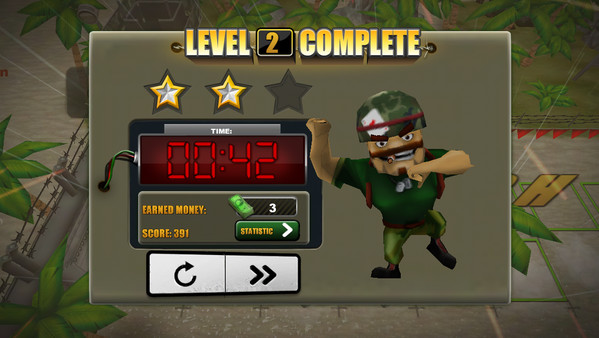 LEVEL 2 COMPLETE
TIME:
00:42
EARNED MONEY: 3
SCORE: 391
STATISTIC